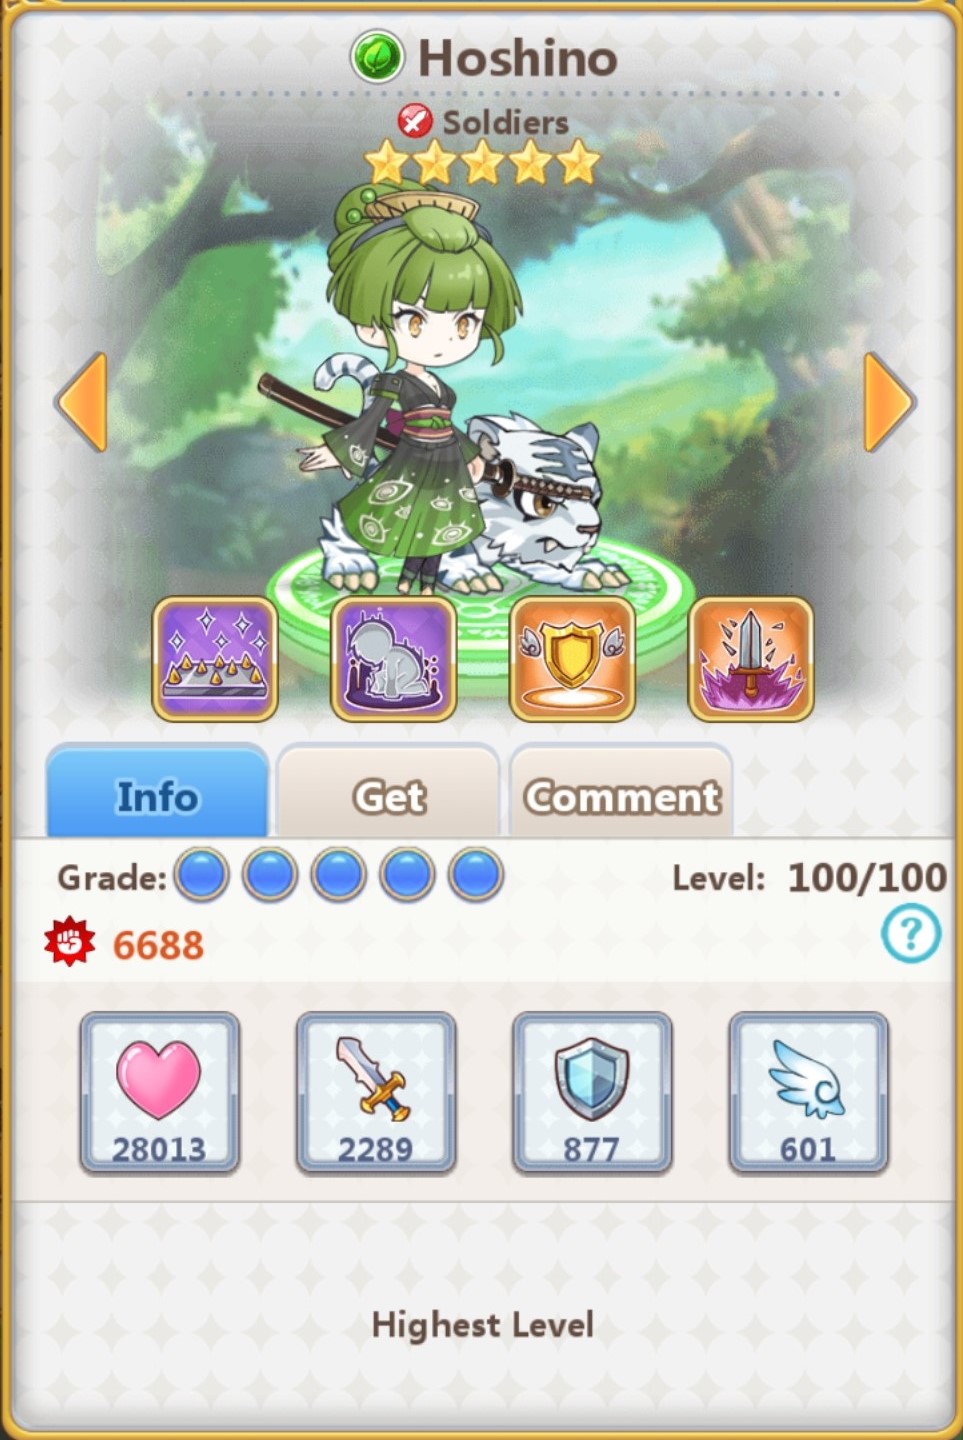 Hoshino
Soldiers
Info
Get
Comment
Grade:
Level: 100/100
6688
?
28013
2289
877
601
Highest Level